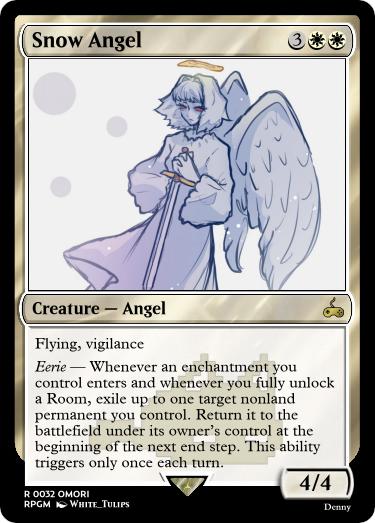 Snow Angel 3
Creature — Angel
Flying, vigilance
Eerie — Whenever an enchantment you
control enters and whenever you fully unlock
a Room, exile up to one target nonland
permanent you control. Return it to the
battlefield under its owner's control at the
beginning of the next end step. This ability
triggers only once each turn.
4/4
R 0032 OMORI
RPGM White_Tulips
Denny